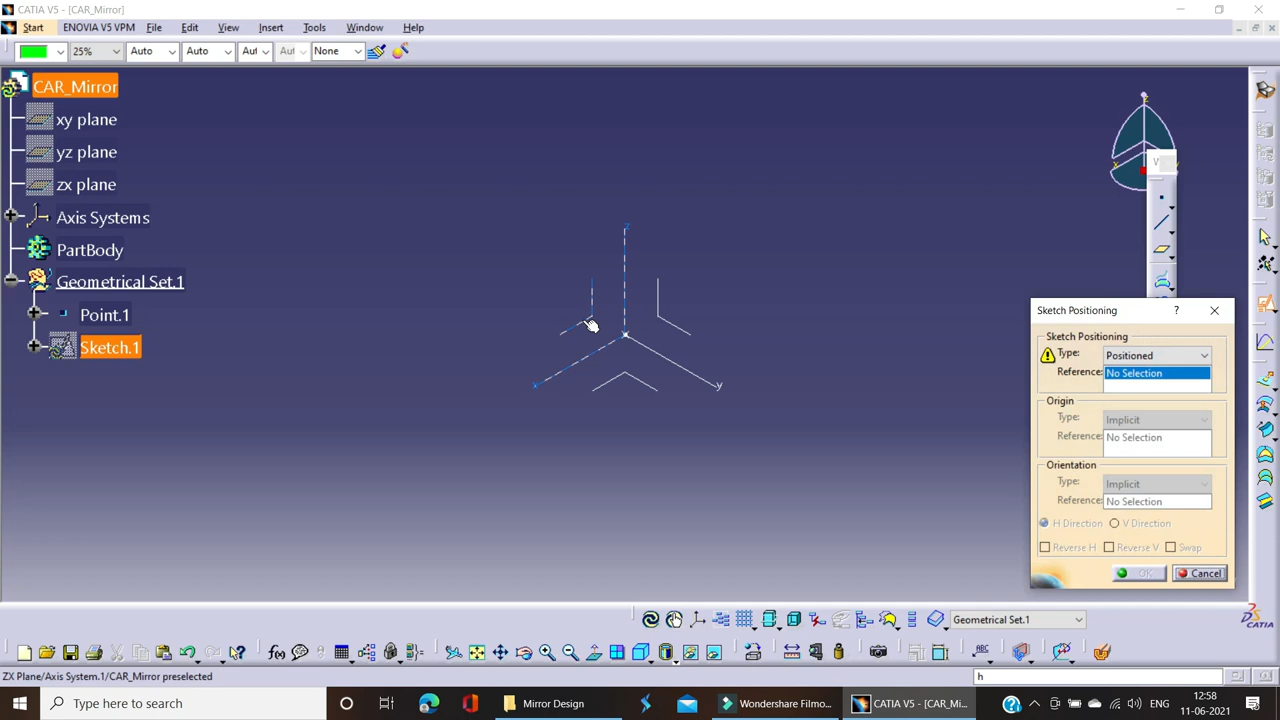 CATIA V5 - [CAR_Mirror]
Start ENOVIA V5 VPM File Edit View Insert Tools Window Help
25% Auto Auto Aut Aut None
CAR_Mirror
xy plane
yz plane
zx plane
Axis Systems
PartBody
Geometrical Set.1
Point.1
Sketch.1
z
x
y
z
x
Sketch Positioning ?
Sketch Positioning
Type: Positioned
Reference: No Selection
Origin
Type: Implicit
Reference: No Selection
Orientation
Type: Implicit
Reference: No Selection
H Direction V Direction
Reverse H Reverse V Swap
OK Cancel
Geometrical Set.1
CATIA
ZX Plane/Axis System.1/CAR_Mirror preselected
h
Type here to search
Mirror Design
Wondershare Filmo...
CATIA V5 - [CAR_Mi...
ENG
12:58
11-06-2021